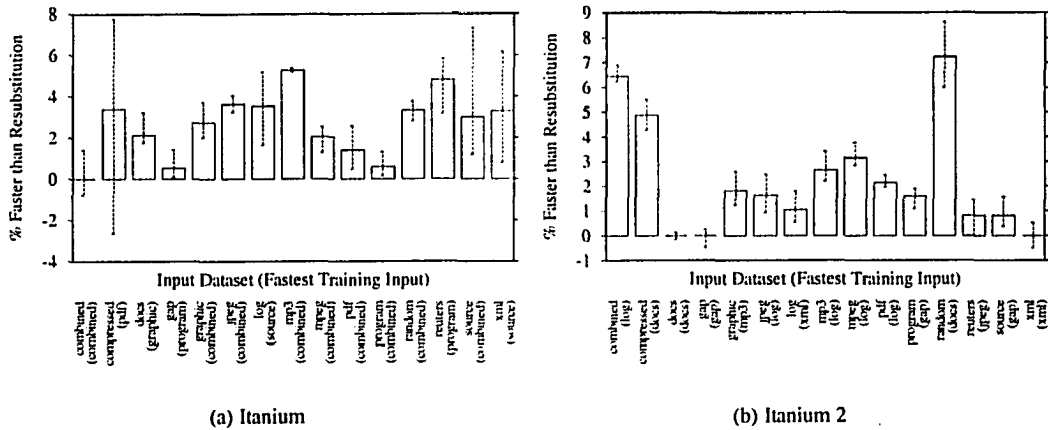 8
6
4
2
0
-2
-4
% Faster than Resubstitution
Input Dataset (Fastest Training Input)
combined
(combined)
compressed
(pdf)
docs
(graphic)
gap
(program)
graphic
(combined)
jpeg
(combined)
log
(source)
mp3
(combined)
mpeg
(combined)
pdf
(combined)
program
(combined)
random
(combined)
reuters
(program)
source
(combined)
xml
(source)
(a) Itanium
9
8
7
6
5
4
3
2
1
0
-1
% Faster than Resubstitution
Input Dataset (Fastest Training Input)
combined
(log)
compressed
(docs)
docs
(docs)
gap
(gap)
graphic
(mp3)
jpeg
(log)
log
(xml)
mp3
(log)
mpeg
(log)
pdf
(log)
program
(gap)
random
(docs)
reuters
(jpeg)
source
(gap)
xml
(xml)
(b) Itanium 2